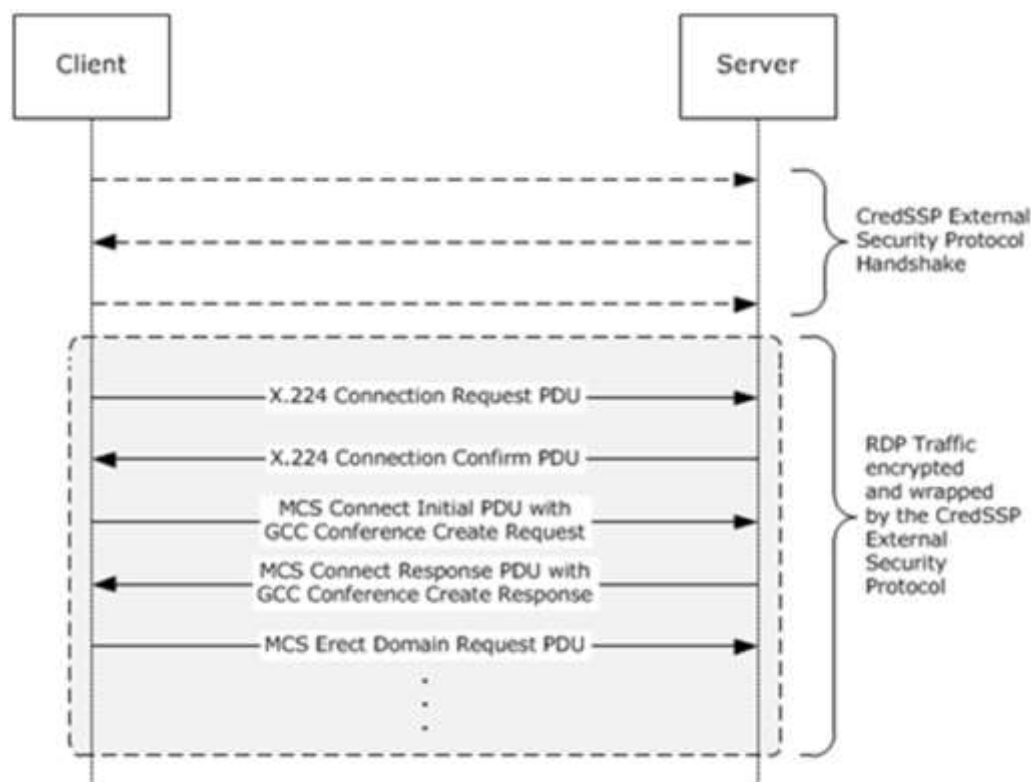 Client
Server
CredSSP External
Security Protocol
Handshake
X.224 Connection Request PDU
X.224 Connection Confirm PDU
MCS Connect Initial PDU with
GCC Conference Create Request
MCS Connect Response PDU with
GCC Conference Create Response
MCS Erect Domain Request PDU
.
.
.
RDP Traffic
encrypted
and wrapped
by the CredSSP
External
Security
Protocol